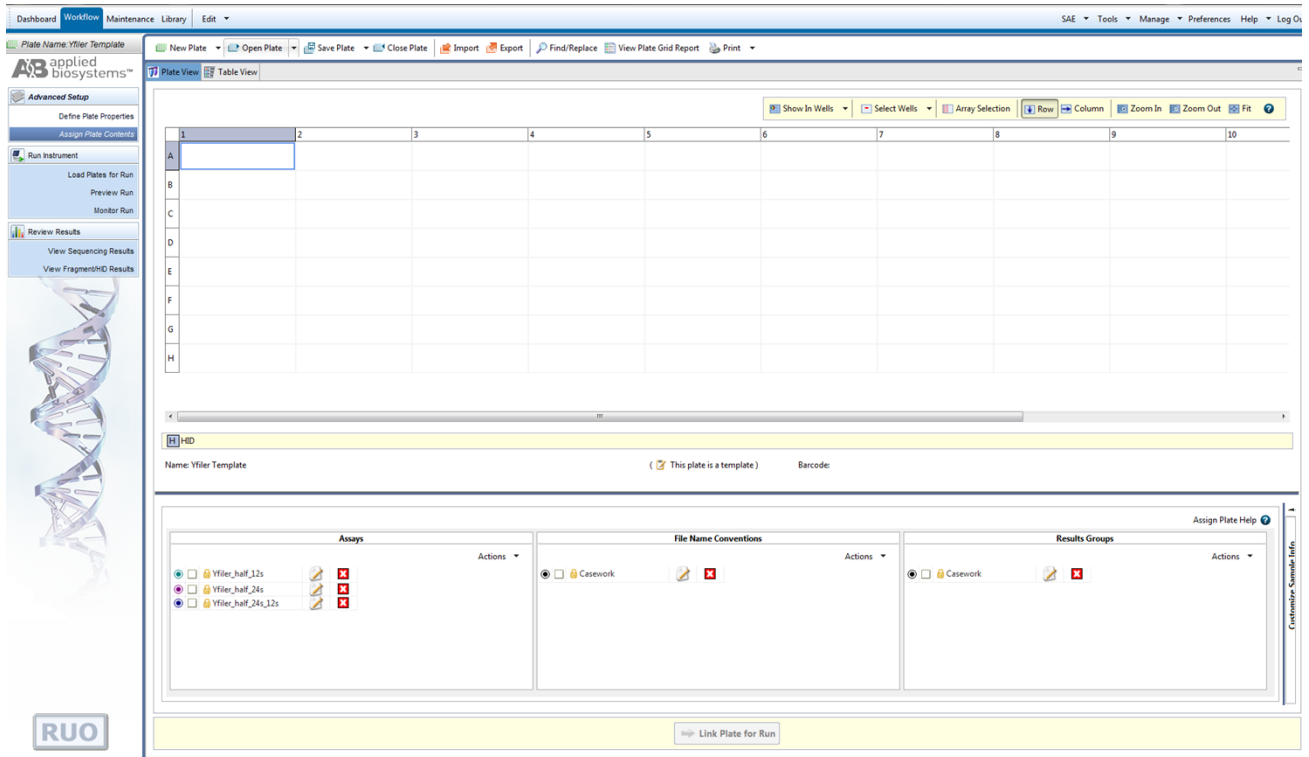 Dashboard Workflow Maintenance Library Edit SAE Tools Manage Preferences Help
Plate Name: Yfiler Template
New Plate Open Plate Save Plate Close Plate Import Export Find/Replace View Plate Grid Report Print
AB applied biosystems™
Plate View Table View
Advanced Setup
Define Plate Properties
Assign Plate Contents
Run Instrument
Load Plates for Run
Preview Run
Monitor Run
Review Results
View Sequencing Results
View Fragment/HID Results
Show In Wells Select Wells Array Selection Row Column Zoom In Zoom Out Fit ?
1 2 3 4 5 6 7 8 9 10
A
B
C
D
E
F
G
H
H HID
Name: Yfiler Template ( This plate is a template ) Barcode:
Assign Plate Help ?
Assays File Name Conventions Results Groups
Actions Actions Actions
Yfiler_half_12s Casework Casework
Yfiler_half_24s
Yfiler_half_24s_12s
Customize Sample Info
RUO
Link Plate for Run